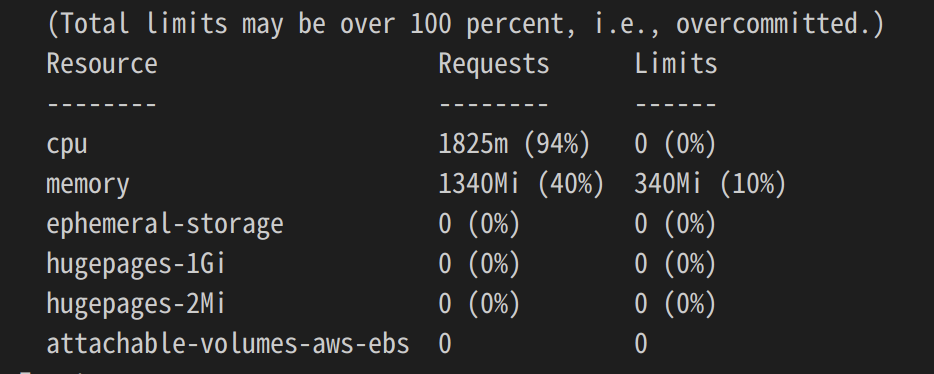 (Total limits may be over 100 percent, i.e., overcommitted.)
Resource Requests Limits
-------- -------- ------
cpu 1825m (94%) 0 (0%)
memory 1340Mi (40%) 340Mi (10%)
ephemeral-storage 0 (0%) 0 (0%)
hugepages-1Gi 0 (0%) 0 (0%)
hugepages-2Mi 0 (0%) 0 (0%)
attachable-volumes-aws-ebs 0 0